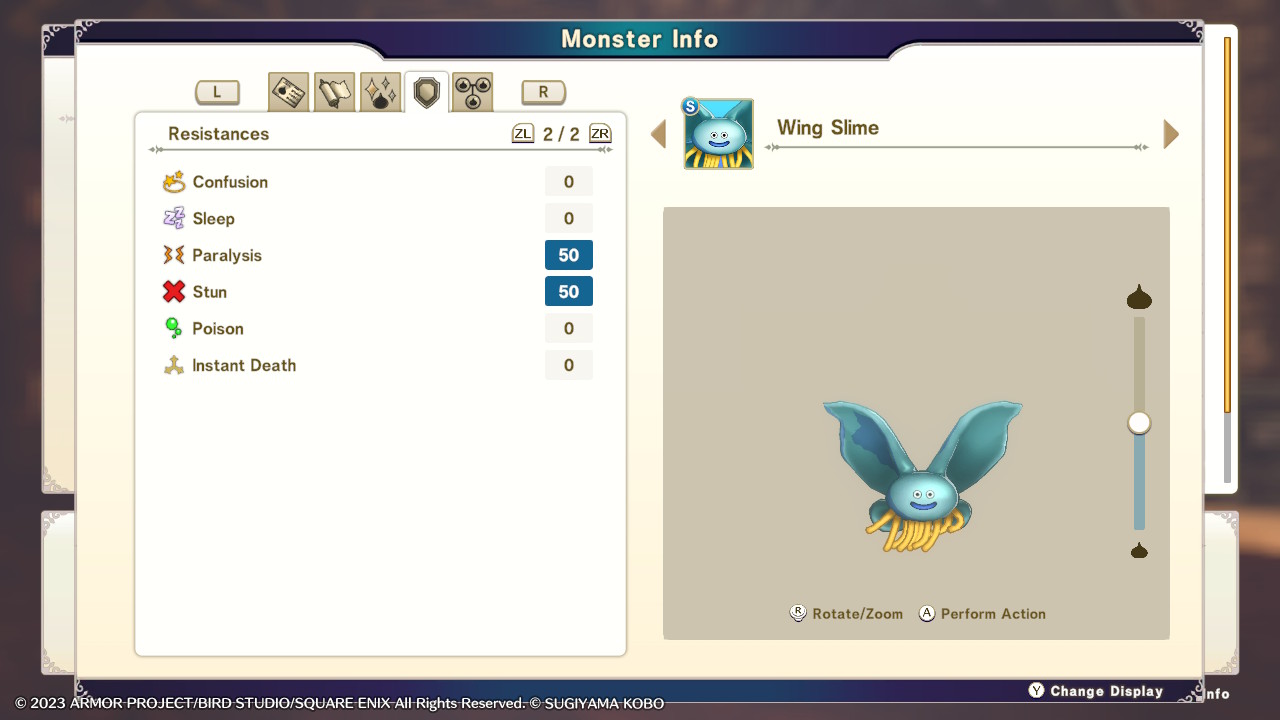 Monster Info
L
R
Resistances
ZL 2 / 2 ZR
Confusion 0
Sleep 0
Paralysis 50
Stun 50
Poison 0
Instant Death 0
S
Wing Slime
R Rotate/Zoom A Perform Action
Y Change Display
nfo
© 2023 ARMOR PROJECT/BIRD STUDIO/SQUARE ENIX All Rights Reserved. © SUGIYAMA KOBO